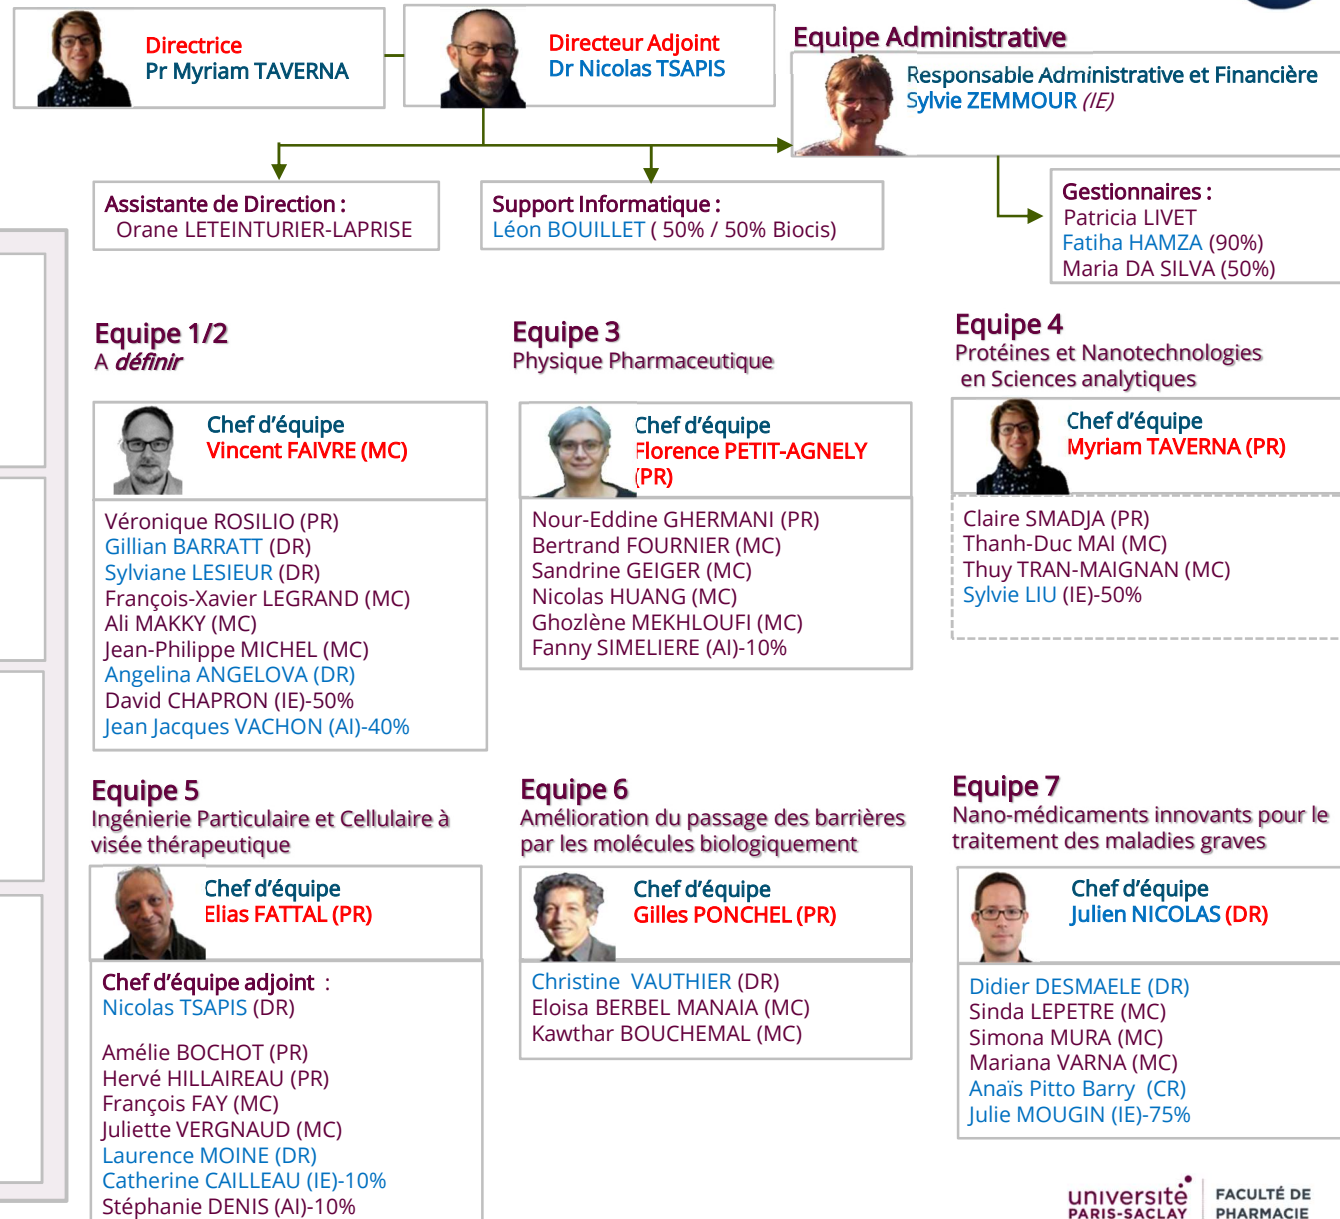 Directrice
Pr Myriam TAVERNA
Directeur Adjoint
Dr Nicolas TSAPIS
Equipe Administrative
Responsable Administrative et Financière
Sylvie ZEMMOUR (IE)
Assistante de Direction :
Orane LETEINTURIER-LAPRISE
Support Informatique :
Léon BOUILLET ( 50% / 50% Biocis)
Gestionnaires :
Patricia LIVET
Fatiha HAMZA (90%)
Maria DA SILVA (50%)
Equipe 1/2
A définir
Chef d'équipe
Vincent FAIVRE (MC)
Véronique ROSILIO (PR)
Gillian BARRATT (DR)
Sylviane LESIEUR (DR)
François-Xavier LEGRAND (MC)
Ali MAKKY (MC)
Jean-Philippe MICHEL (MC)
Angelina ANGELOVA (DR)
David CHAPRON (IE)-50%
Jean Jacques VACHON (AI)-40%
Equipe 3
Physique Pharmaceutique
Chef d'équipe
Florence PETIT-AGNELY
(PR)
Nour-Eddine GHERMANI (PR)
Bertrand FOURNIER (MC)
Sandrine GEIGER (MC)
Nicolas HUANG (MC)
Ghozlène MEKHLOUFI (MC)
Fanny SIMELIERE (AI)-10%
Equipe 4
Protéines et Nanotechnologies
en Sciences analytiques
Chef d'équipe
Myriam TAVERNA (PR)
Claire SMADJA (PR)
Thanh-Duc MAI (MC)
Thuy TRAN-MAIGNAN (MC)
Sylvie LIU (IE)-50%
Equipe 5
Ingénierie Particulaire et Cellulaire à
visée thérapeutique
Chef d'équipe
Elias FATTAL (PR)
Chef d'équipe adjoint :
Nicolas TSAPIS (DR)
Amélie BOCHOT (PR)
Hervé HILLAIREAU (PR)
François FAY (MC)
Juliette VERGNAUD (MC)
Laurence MOINE (DR)
Catherine CAILLEAU (IE)-10%
Stéphanie DENIS (AI)-10%
Equipe 6
Amélioration du passage des barrières
par les molécules biologiquement
Chef d'équipe
Gilles PONCHEL (PR)
Christine VAUTHIER (DR)
Eloisa BERBEL MANAIA (MC)
Kawthar BOUCHEMAL (MC)
Equipe 7
Nano-médicaments innovants pour le
traitement des maladies graves
Chef d'équipe
Julien NICOLAS (DR)
Didier DESMAELE (DR)
Sinda LEPETRE (MC)
Simona MURA (MC)
Mariana VARNA (MC)
Anaïs Pitto Barry (CR)
Julie MOUGIN (IE)-75%
université
PARIS-SACLAY
FACULTÉ DE
PHARMACIE